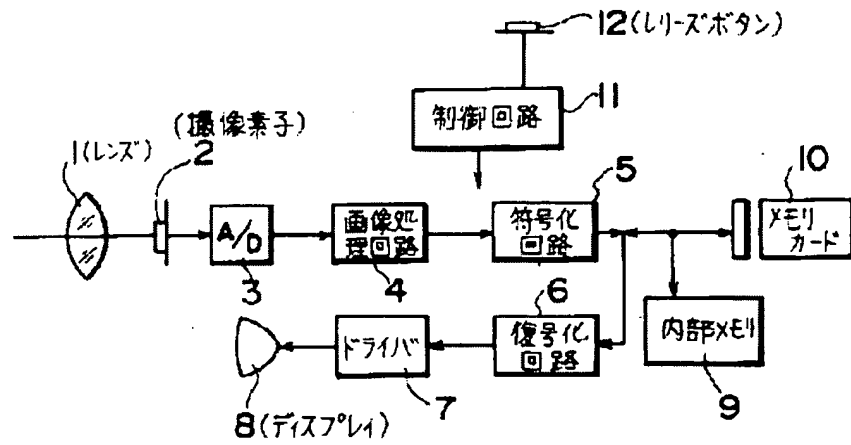 12(レリーズボタン)
11
制御回路
(撮像素子)
1(レンズ)
2
5
10
A/D
画像処
理回路
符号化
回路
メモリ
カード
3
4
6
復号化
回路
ドライバ
内部メモリ
8(ディスプレイ)
7
9